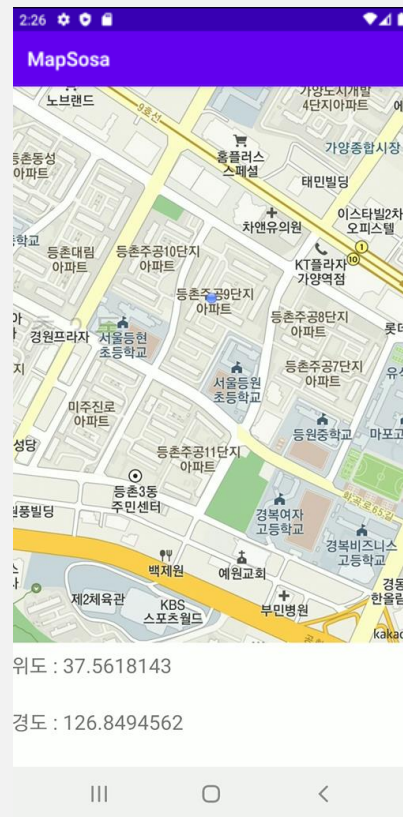 2:26
MapSosa
노브랜드
9호선
가양도시개발
4단지아파트
홈플러스
스페셜
가양종합시장
태민빌딩
등촌동성
아파트
차앤유의원
이스타빌2차
오피스텔
등촌대림
아파트
등촌주공10단지
아파트
KT플라자
가양역점
1
10
등촌주공9단지
아파트
등촌주공8단지
아파트
경원프라자
서울등현
초등학교
등촌주공7단지
아파트
서울등원
초등학교
미주진로
아파트
등원중학교
마포고
성당
등촌주공11단지
아파트
등촌3동
주민센터
경복여자
고등학교
화곡로65길
경복비즈니스
고등학교
백제원
예원교회
제2체육관
KBS
스포츠월드
부민병원
경동
한올림
kakao
위도 : 37.5618143
경도 : 126.8494562